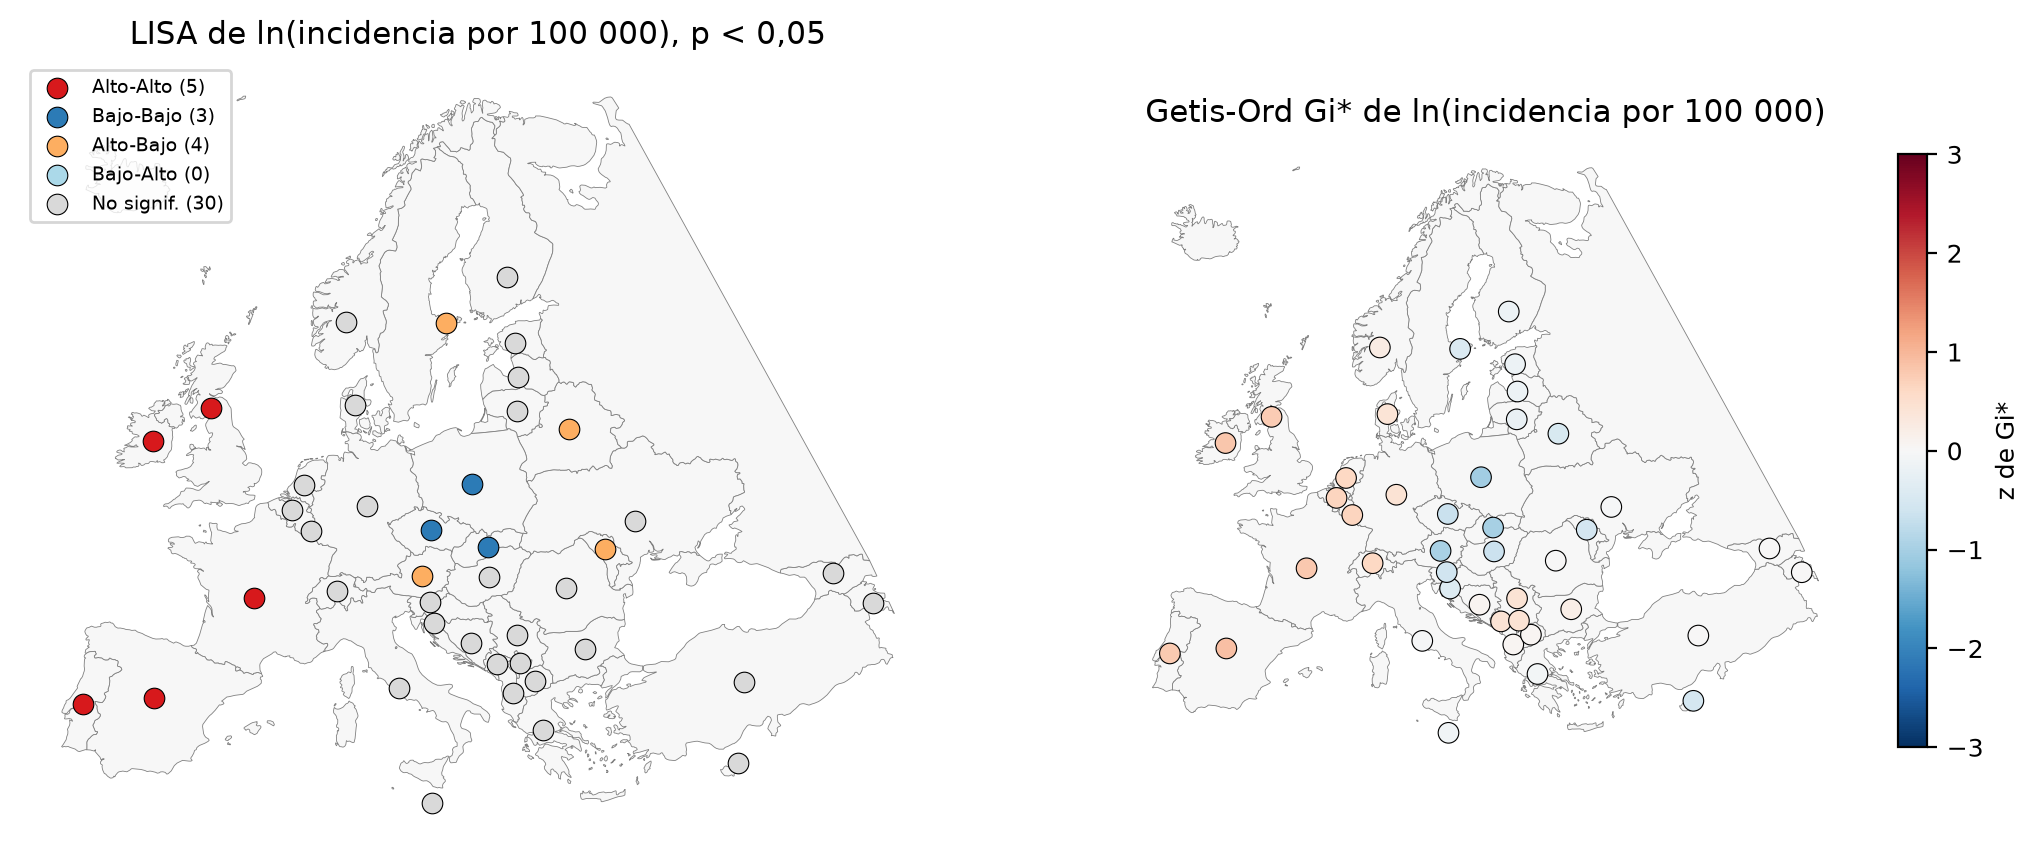 LISA de ln(incidencia por 100 000), p < 0,05
Alto-Alto (5)
Bajo-Bajo (3)
Alto-Bajo (4)
Bajo-Alto (0)
No signif. (30)
Getis-Ord Gi* de ln(incidencia por 100 000)
3
2
1
0
−1
−2
−3
z de Gi*